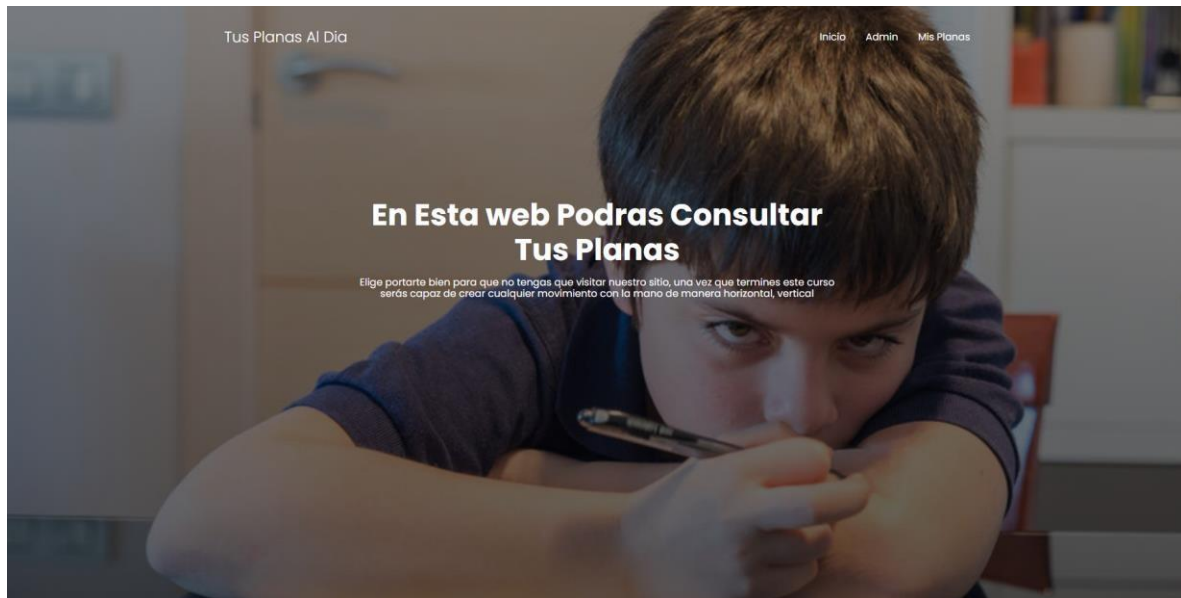 Tus Planas Al Dia
Inicio Admin Mis Planas
En Esta web Podras Consultar
Tus Planas
Elige portarte bien para que no tengas que visitar nuestro sitio, una vez que termines este curso
serás capaz de crear cualquier movimiento con la mano de manera horizontal, vertical